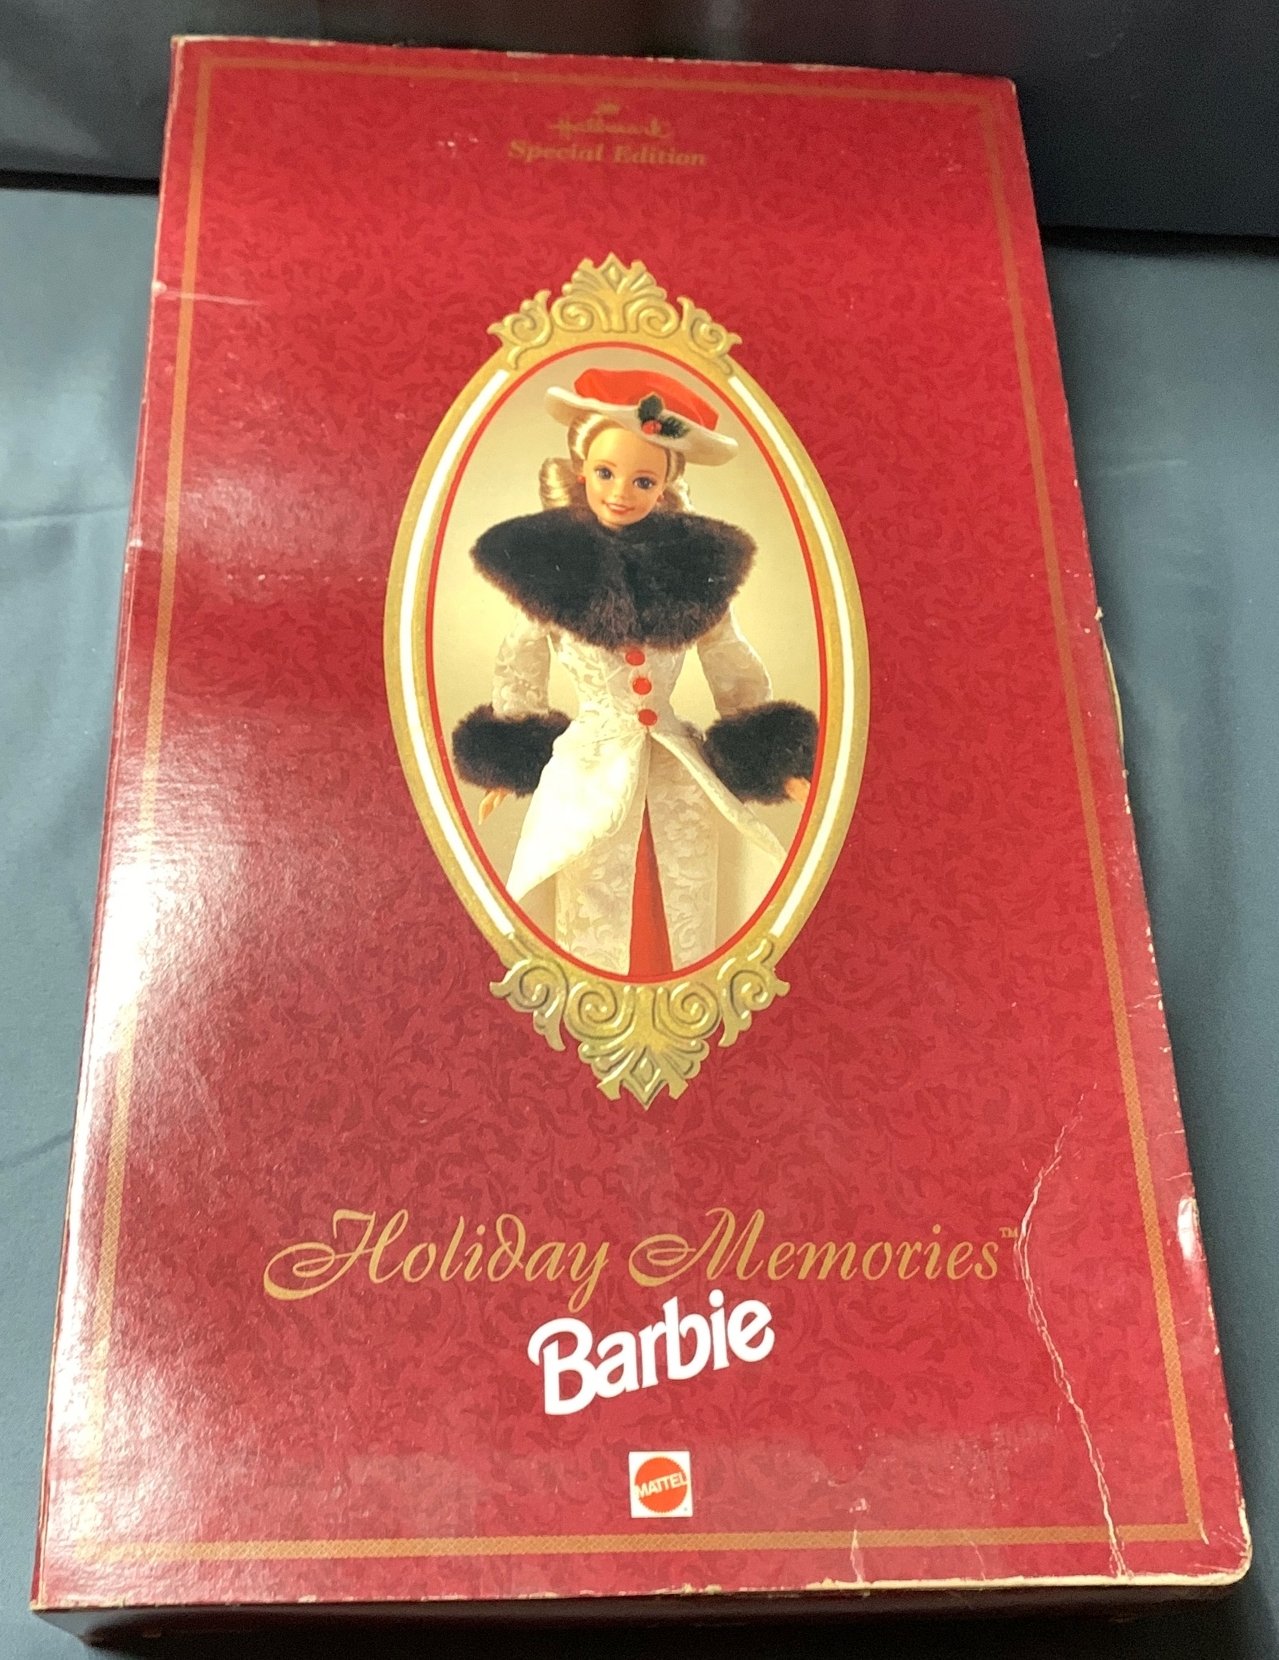 Hallmark
Special Edition
Holiday Memories™
Barbie
MATTEL